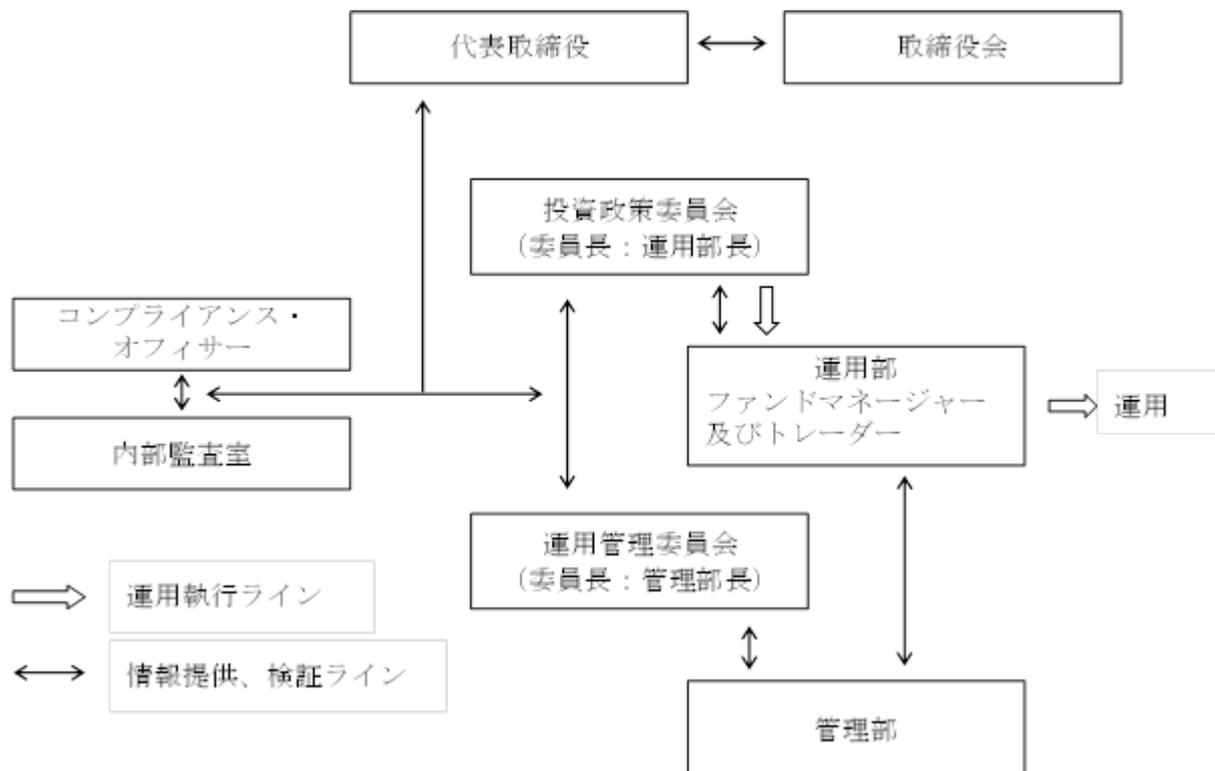 代表取締役
取締役会
投資政策委員会
(委員長：運用部長)
コンプライアンス・
オフィサー
運用部
ファンドマネージャー
及びトレーダー
運用
内部監査室
運用管理委員会
(委員長：管理部長)
運用執行ライン
情報提供、検証ライン
管理部